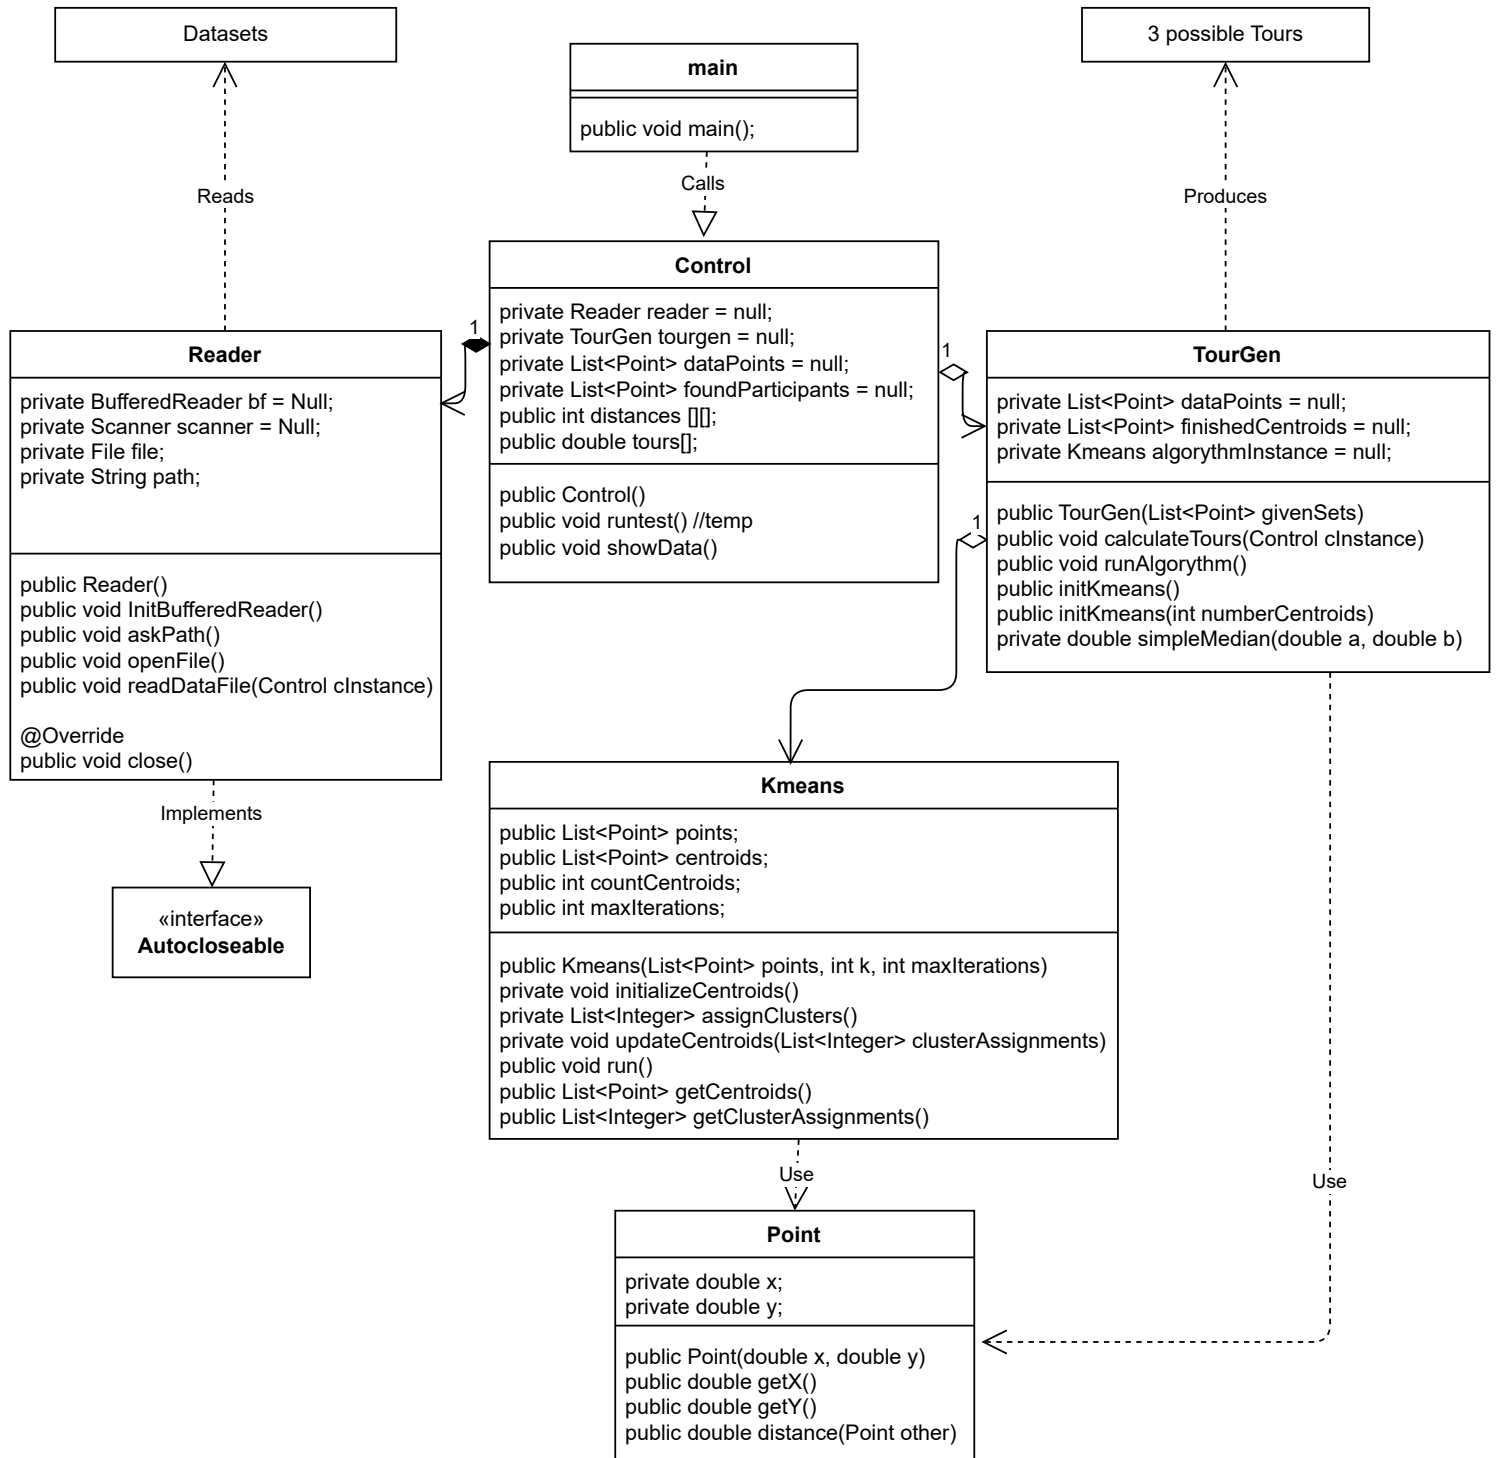 Datasets
3 possible Tours
main
public void main();
Calls
Reads
Produces
Control
private Reader reader = null;
private TourGen tourgen = null;
private List<Point> dataPoints = null;
private List<Point> foundParticipants = null;
public int distances [][];
public double tours[];
public Control()
public void runtest() //temp
public void showData()
1
1
1
Reader
private BufferedReader bf = Null;
private Scanner scanner = Null;
private File file;
private String path;
public Reader()
public void InitBufferedReader()
public void askPath()
public void openFile()
public void readDataFile(Control cInstance)
@Override
public void close()
TourGen
private List<Point> dataPoints = null;
private List<Point> finishedCentroids = null;
private Kmeans algorythmInstance = null;
public TourGen(List<Point> givenSets)
public void calculateTours(Control cInstance)
public void runAlgorythm()
public initKmeans()
public initKmeans(int numberCentroids)
private double simpleMedian(double a, double b)
Implements
«interface»
Autocloseable
Kmeans
public List<Point> points;
public List<Point> centroids;
public int countCentroids;
public int maxIterations;
public Kmeans(List<Point> points, int k, int maxIterations)
private void initializeCentroids()
private List<Integer> assignClusters()
private void updateCentroids(List<Integer> clusterAssignments)
public void run()
public List<Point> getCentroids()
public List<Integer> getClusterAssignments()
Use
Use
Point
private double x;
private double y;
public Point(double x, double y)
public double getX()
public double getY()
public double distance(Point other)